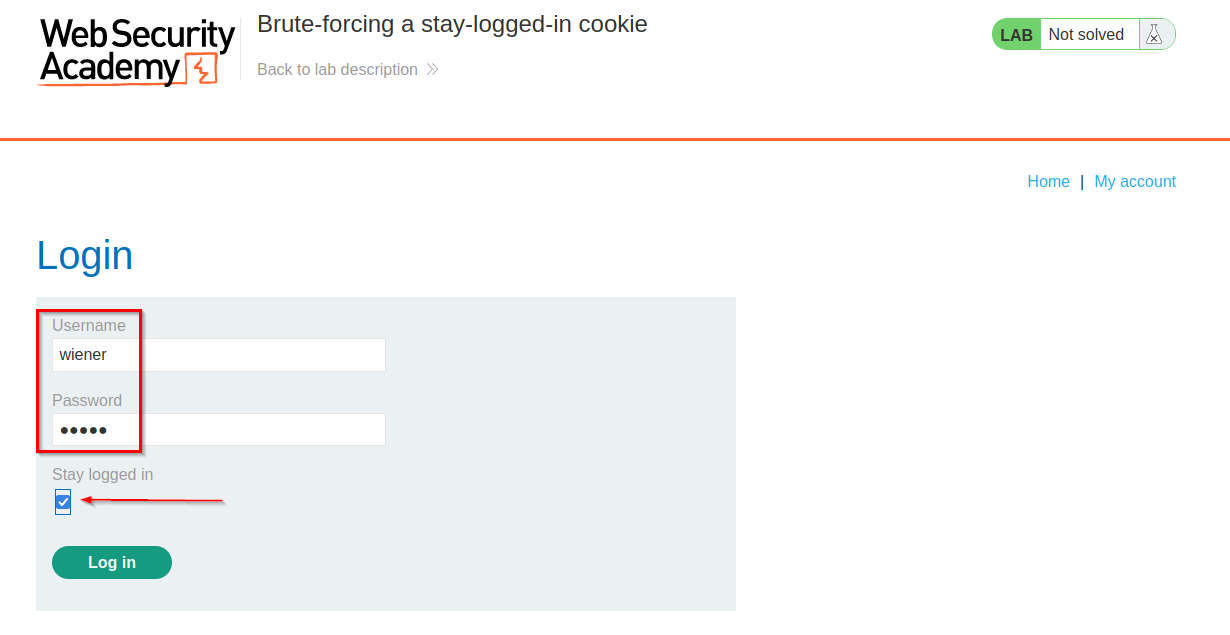 Web Security
Academy
Brute-forcing a stay-logged-in cookie
Back to lab description
LAB Not solved
Home | My account
Login
Username
wiener
Password
•••••
Stay logged in
Log in